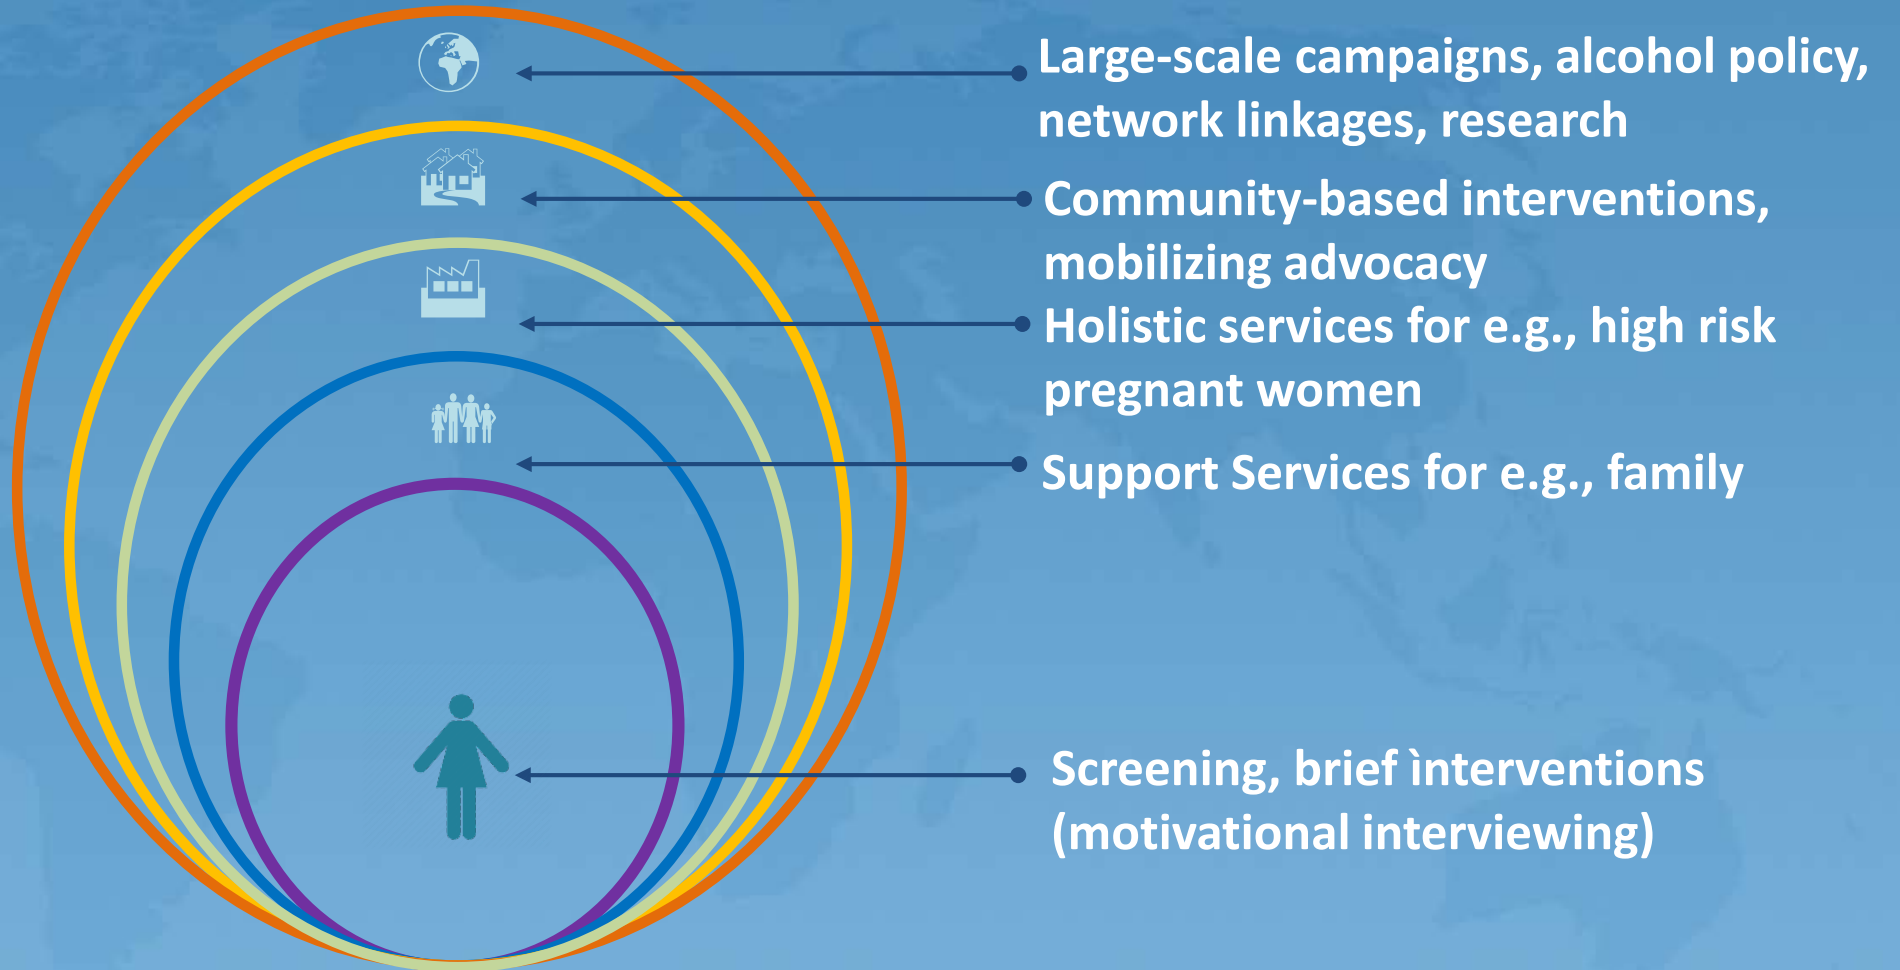 Large-scale campaigns, alcohol policy,
network linkages, research
Community-based interventions,
mobilizing advocacy
Holistic services for e.g., high risk
pregnant women
Support Services for e.g., family
Screening, brief ìnterventions
(motivational interviewing)